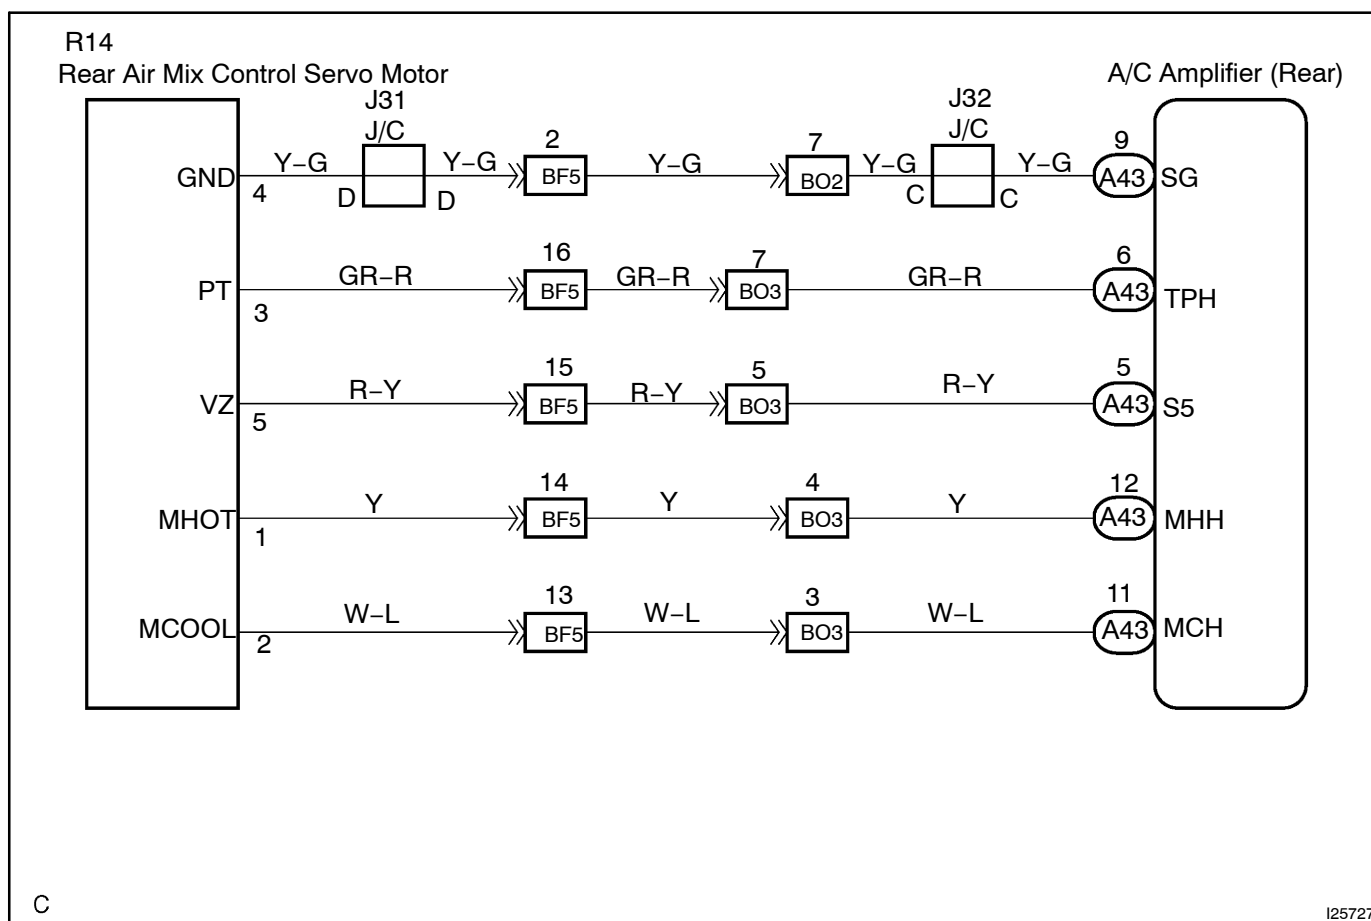 R14
Rear Air Mix Control Servo Motor
A/C Amplifier (Rear)
J31
J/C
J32
J/C
GND
4
Y–G
D
D
Y–G
2
BF5
Y–G
7
BO2
Y–G
C
C
Y–G
9
A43
SG
PT
3
GR–R
16
BF5
GR–R
7
BO3
GR–R
6
A43
TPH
VZ
5
R–Y
15
BF5
R–Y
5
BO3
R–Y
5
A43
S5
MHOT
1
Y
14
BF5
Y
4
BO3
Y
12
A43
MHH
MCOOL
2
W–L
13
BF5
W–L
3
BO3
W–L
11
A43
MCH
C
I25727